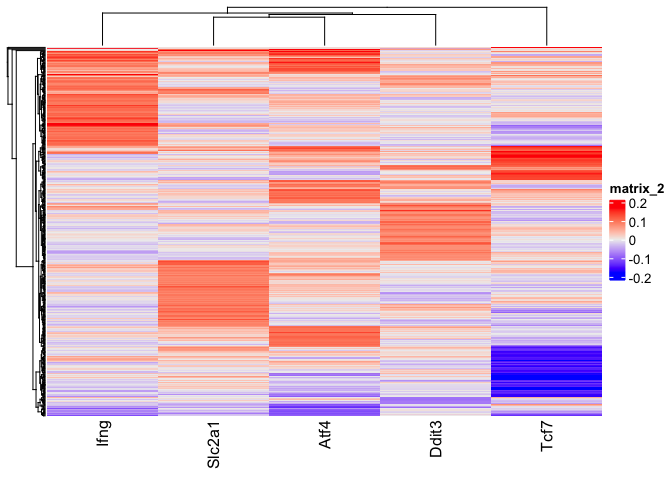 matrix_2
0.2
0.1
0
-0.1
-0.2
Ifng
Slc2a1
Atf4
Ddit3
Tcf7